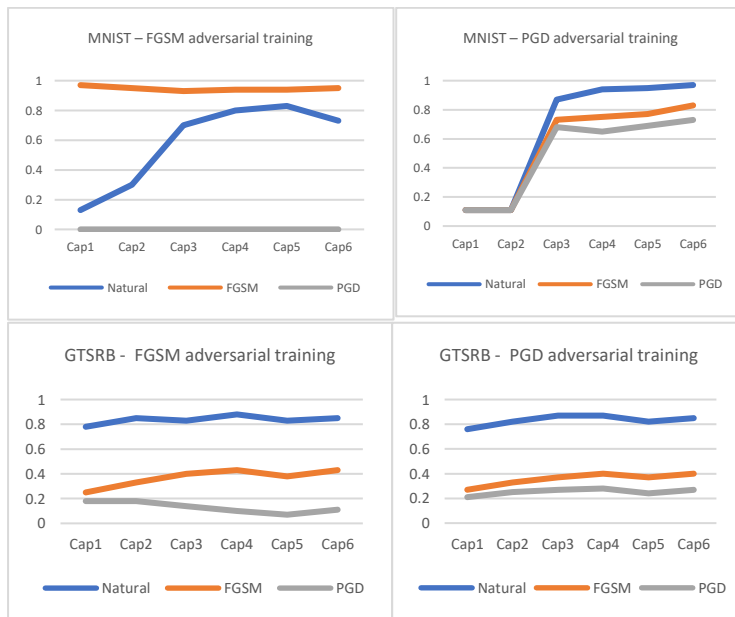 MNIST – FGSM adversarial training
1
0.8
0.6
0.4
0.2
0
Cap1 Cap2 Cap3 Cap4 Cap5 Cap6
Natural FGSM PGD
MNIST – PGD adversarial training
1
0.8
0.6
0.4
0.2
0
Cap1 Cap2 Cap3 Cap4 Cap5 Cap6
Natural FGSM PGD
GTSRB - FGSM adversarial training
1
0.8
0.6
0.4
0.2
0
Cap1 Cap2 Cap3 Cap4 Cap5 Cap6
Natural FGSM PGD
GTSRB - PGD adversarial training
1
0.8
0.6
0.4
0.2
0
Cap1 Cap2 Cap3 Cap4 Cap5 Cap6
Natural FGSM PGD